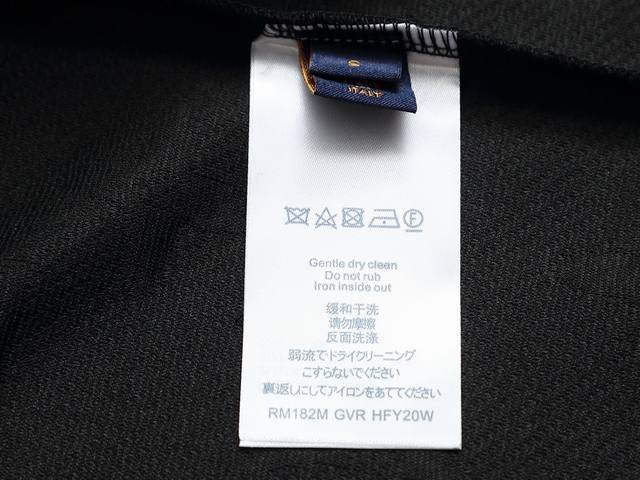 0
ITALY
F
Gentle dry clean
Do not rub
Iron inside out
缓和干洗
请勿摩擦
反面洗涤
弱流でドライクリーニング
こすらないでください
裏返しにしてアイロンをあててください
RM182M GVR HFY20W